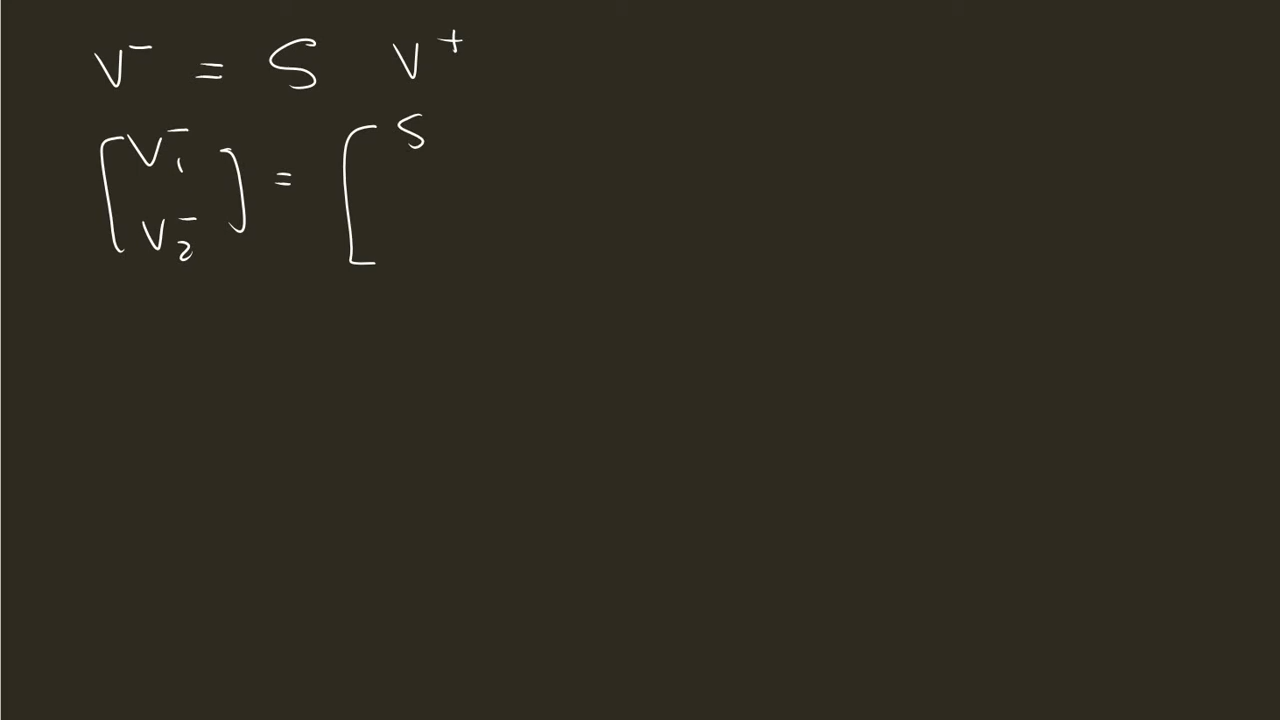 V⁻ = S V⁺
[V₁⁻ V₂⁻] = [ S